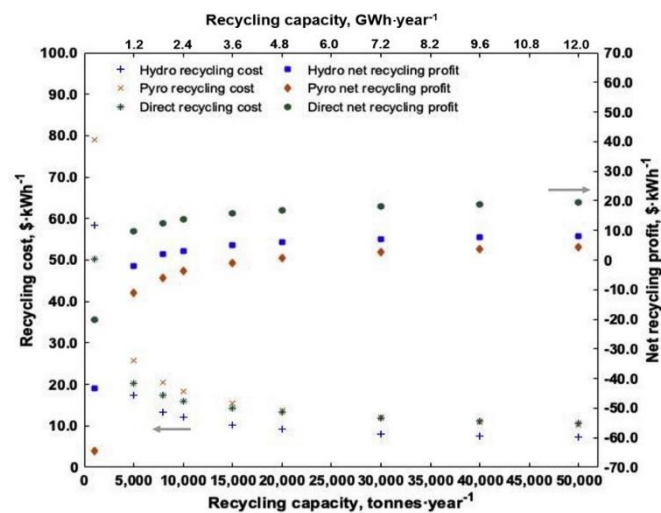 Recycling capacity, GWh·year⁻¹
1.2 2.4 3.6 4.8 6.0 7.2 8.2 9.6 10.8 12.0
100.0
90.0
80.0
70.0
60.0
50.0
40.0
30.0
20.0
10.0
0
Recycling cost, $·kWh⁻¹
Hydro recycling cost
Pyro recycling cost
Direct recycling cost
Hydro net recycling profit
Pyro net recycling profit
Direct net recycling profit
70.0
60.0
50.0
40.0
30.0
20.0
10.0
0
-10.0
-20.0
-30.0
-40.0
-50.0
-60.0
-70.0
Net recycling profit, $·kWh⁻¹
0 5,000 10,000 15,000 20,000 25,000 30,000 35,000 40,000 45,000 50,000
Recycling capacity, tonnes·year⁻¹